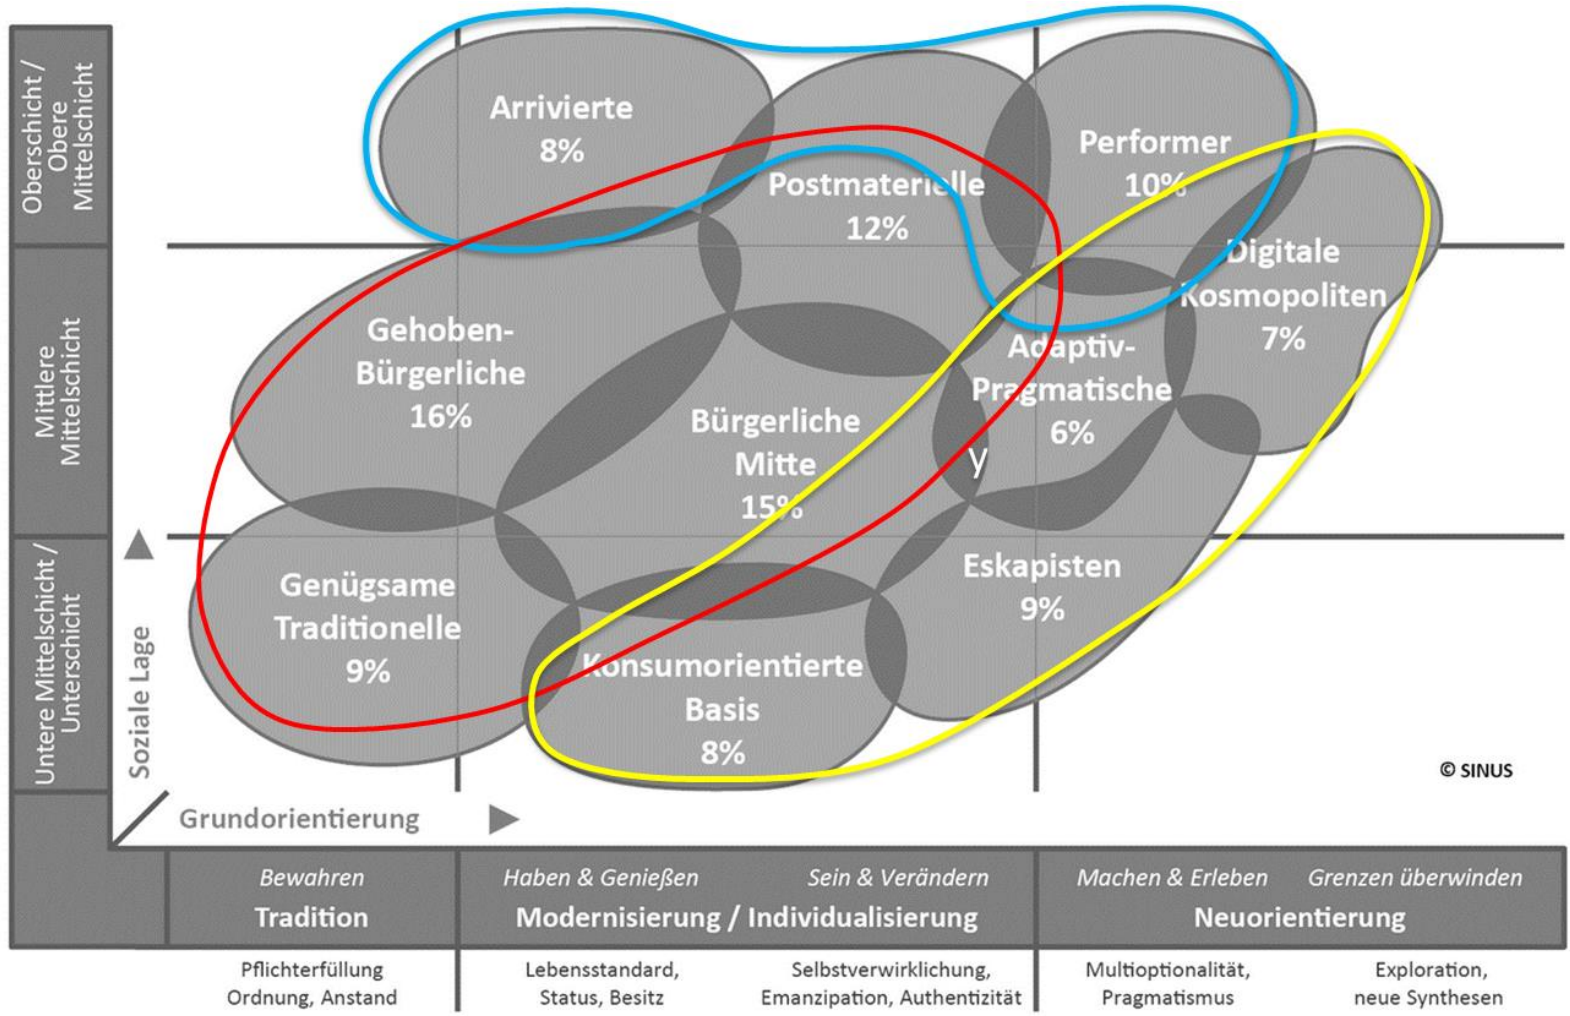 Oberschicht /
Obere
Mittelschicht
Mittlere
Mittelschicht
Untere Mittelschicht /
Unterschicht
Soziale Lage
Arrivierte
8%
Postmaterielle
12%
Performer
10%
Digitale
Kosmopoliten
7%
Gehoben-
Bürgerliche
16%
Adaptiv-
Pragmatische
6%
Bürgerliche
Mitte
15%
y
Genügsame
Traditionelle
9%
Eskapisten
9%
Konsumorientierte
Basis
8%
© SINUS
Grundorientierung
Bewahren
Tradition
Haben & Genießen
Sein & Verändern
Modernisierung / Individualisierung
Machen & Erleben
Grenzen überwinden
Neuorientierung
Pflichterfüllung
Ordnung, Anstand
Lebensstandard,
Status, Besitz
Selbstverwirklichung,
Emanzipation, Authentizität
Multioptionalität,
Pragmatismus
Exploration,
neue Synthesen